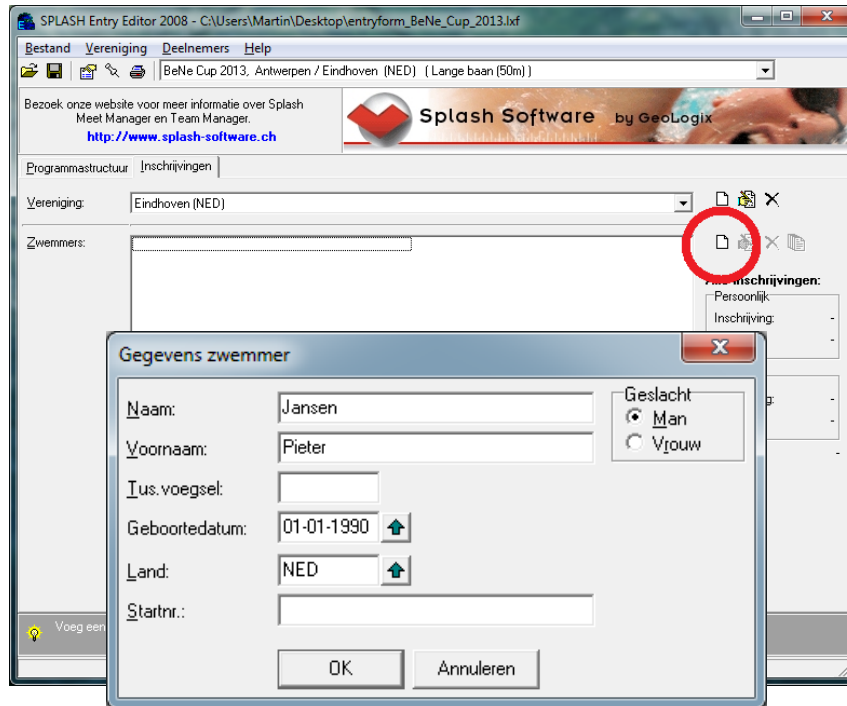 SPLASH Entry Editor 2008 - C:\Users\Martin\Desktop\entryform_BeNe_Cup_2013.lxf
Bestand Vereniging Deelnemers Help
BeNe Cup 2013, Antwerpen / Eindhoven (NED) (Lange baan (50m))
Bezoek onze website voor meer informatie over Splash
Meet Manager en Team Manager.
http://www.splash-software.ch
Splash Software by GeoLogix
Programmastructuur Inschrijvingen
Vereniging: Eindhoven (NED)
Zwemmers:
inschrijvingen:
Persoonlijk
Inschrijving: -
-
Gegevens zwemmer
Naam: Jansen
Voornaam: Pieter
Tus.voegsel:
Geboortedatum: 01-01-1990
Land: NED
Startnr.:
Geslacht
Man
Vrouw
OK Annuleren
g: -
-
-
Voeg een